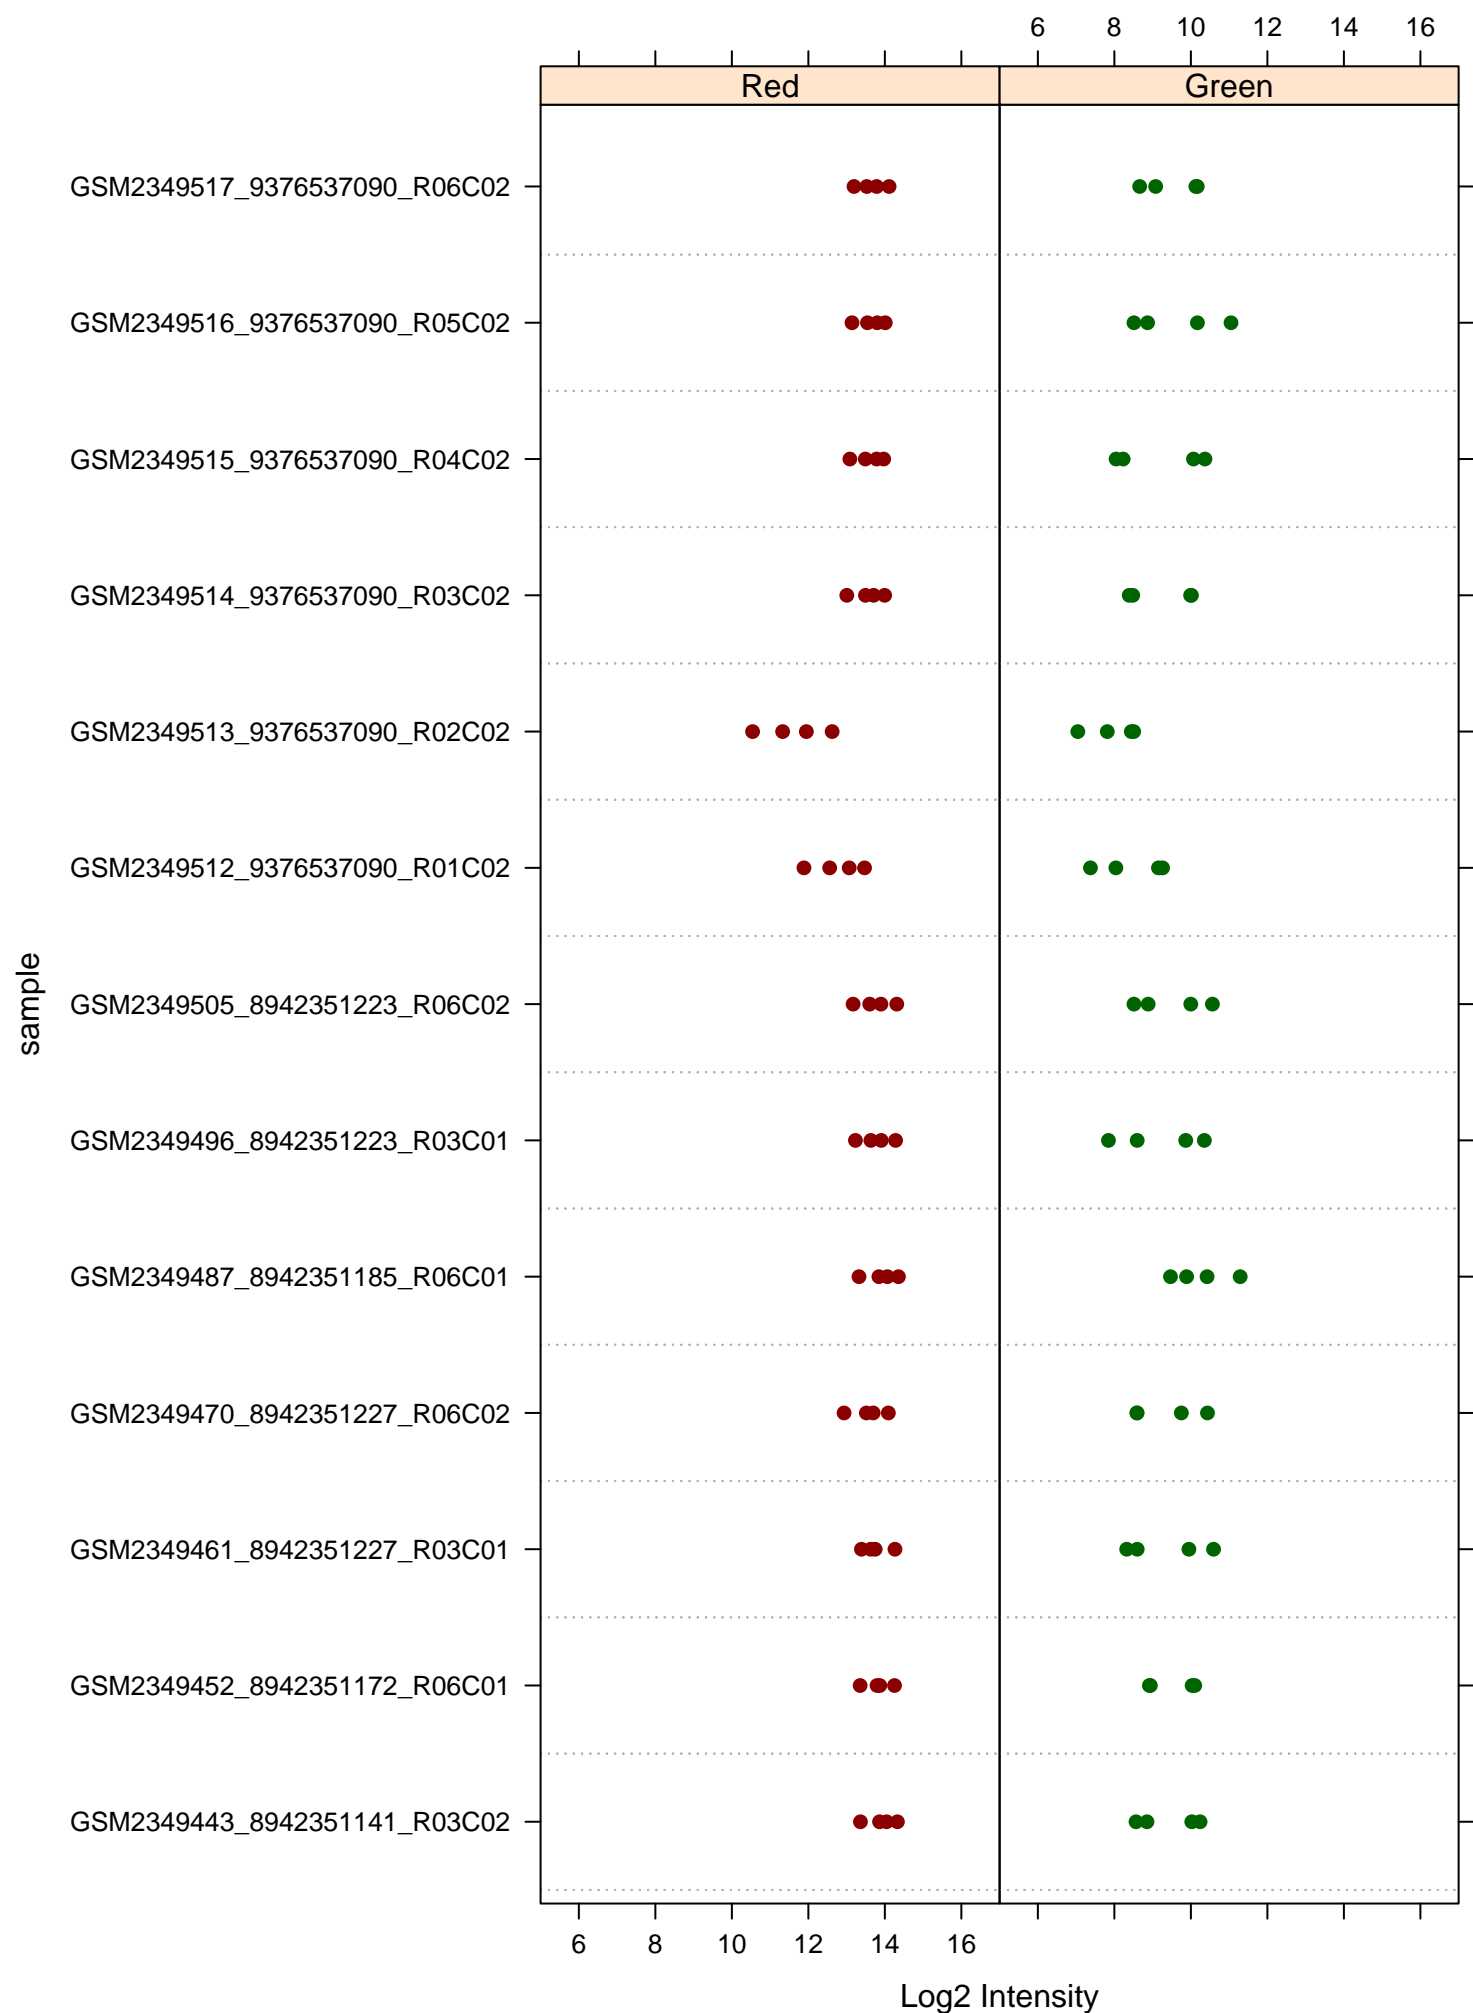 6 8 10 12 14 16
Red Green
GSM2349517_9376537090_R06C02
GSM2349516_9376537090_R05C02
GSM2349515_9376537090_R04C02
GSM2349514_9376537090_R03C02
GSM2349513_9376537090_R02C02
GSM2349512_9376537090_R01C02
GSM2349505_8942351223_R06C02
GSM2349496_8942351223_R03C01
GSM2349487_8942351185_R06C01
GSM2349470_8942351227_R06C02
GSM2349461_8942351227_R03C01
GSM2349452_8942351172_R06C01
GSM2349443_8942351141_R03C02
sample
6 8 10 12 14 16
Log2 Intensity